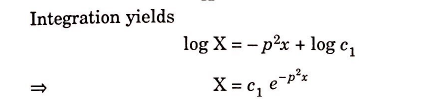 Integration yields
log X = – p²x + log c₁
⇒ X = c₁ e^{–p²x}